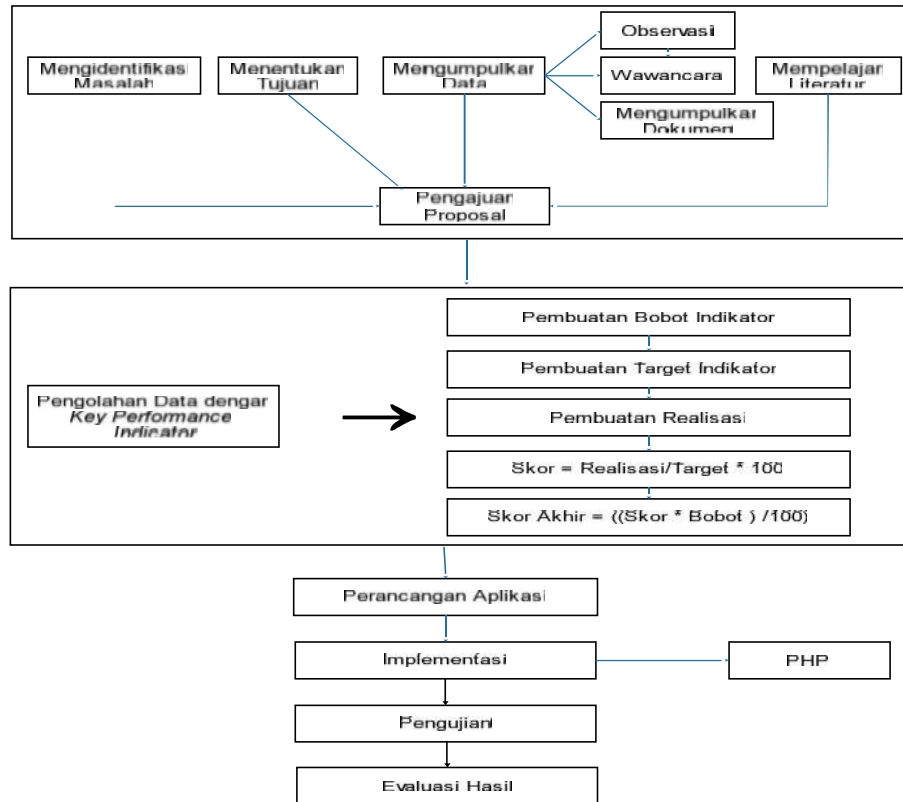 Observasi
Mengidentifikasi
Masalah
Menentukan
Tujuan
Mengumpulkan
Data
Wawancara
Mempelajari
Literatur
Mengumpulkan
Dokumen
Pengajuan
Proposal
Pembuatan Bobot Indikator
Pembuatan Target Indikator
Pengolahan Data dengan
Key Performance
Indicator
Pembuatan Realisasi
Skor = Realisasi/Target * 100
Skor Akhir = ((Skor * Bobot ) /100)
Perancangan Aplikasi
Implementasi
PHP
Pengujian
Evaluasi Hasil